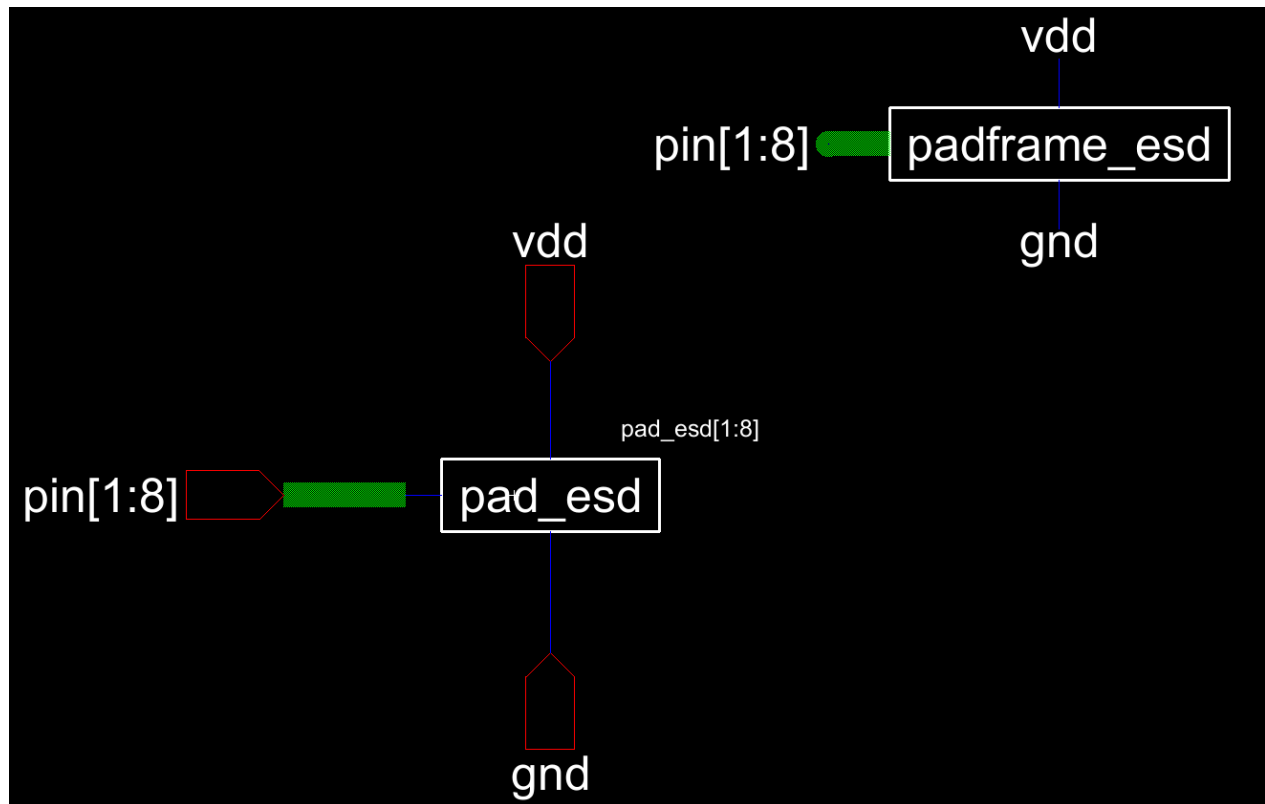 vdd
pin[1:8] padframe_esd
gnd
vdd
pad_esd[1:8]
pin[1:8] pad_esd
gnd